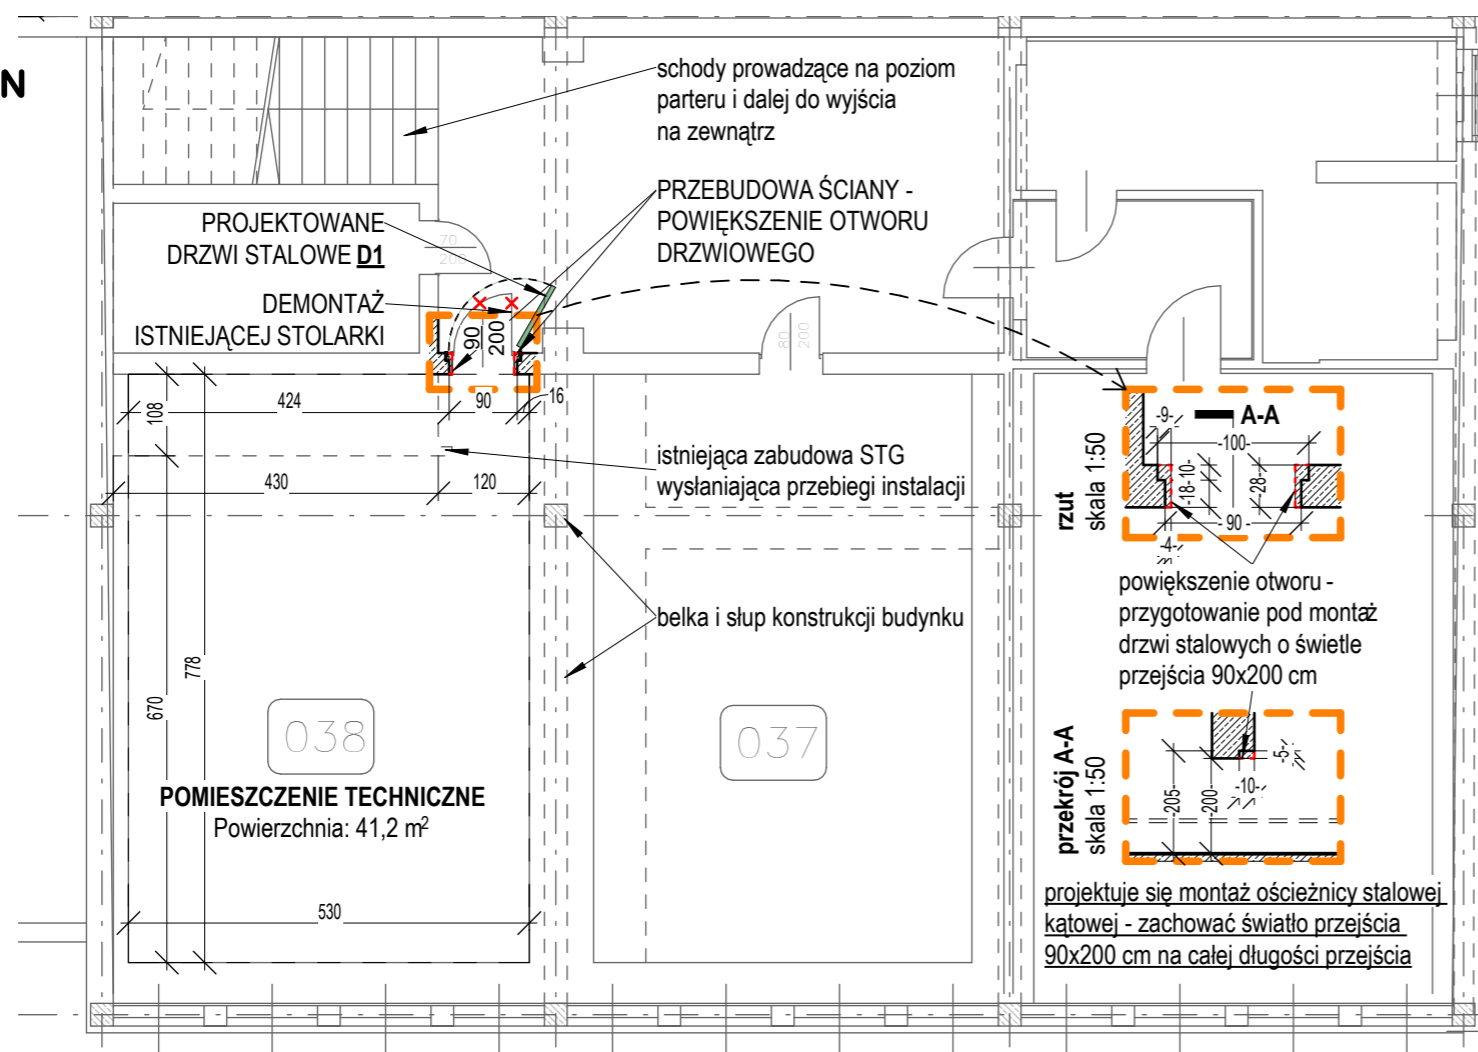 N
schody prowadzące na poziom
parteru i dalej do wyjścia
na zewnątrz
PRZEBUDOWA ŚCIANY -
POWIĘKSZENIE OTWORU
DRZWIOWEGO
PROJEKTOWANE
DRZWI STALOWE D1
70
200
DEMONTAŻ
ISTNIEJĄCEJ STOLARKI
90
200
80
200
424
90
16
108
430
120
istniejąca zabudowa STG
wysłaniająca przebiegi instalacji
778
670
belka i słup konstrukcji budynku
038
037
POMIESZCZENIE TECHNICZNE
Powierzchnia: 41,2 m²
530
rzut
skala 1:50
A-A
-9-
-100-
-18-10-
-28-
- 90 -
-4-
powiększenie otworu -
przygotowanie pod montaż
drzwi stalowych o świetle
przejścia 90x200 cm
przekrój A-A
skala 1:50
-205-
-200-
-10-
-5-
projektuje się montaż ościeżnicy stalowej
kątowej - zachować światło przejścia
90x200 cm na całej długości przejścia